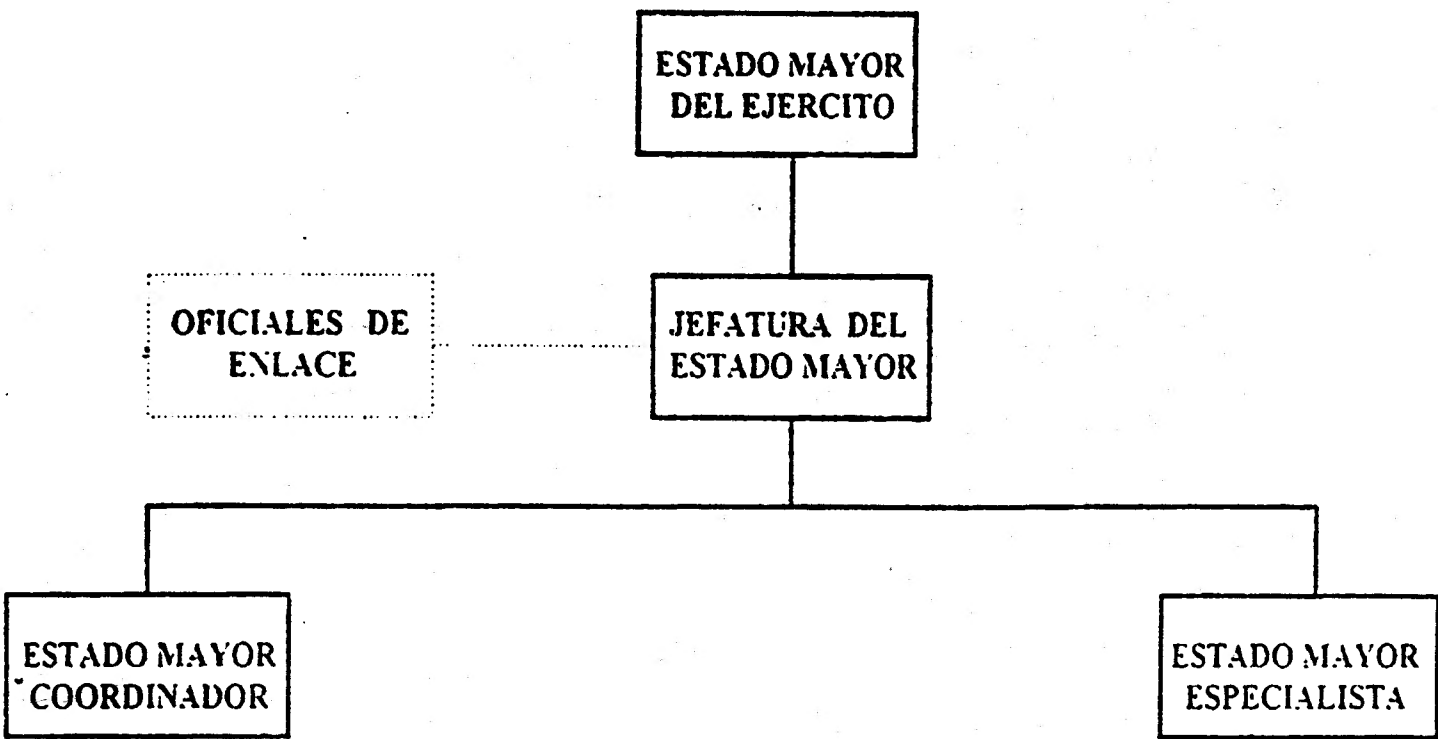 ESTADO MAYOR
DEL EJERCITO
OFICIALES DE
ENLACE
JEFATURA DEL
ESTADO MAYOR
ESTADO MAYOR
COORDINADOR
ESTADO MAYOR
ESPECIALISTA